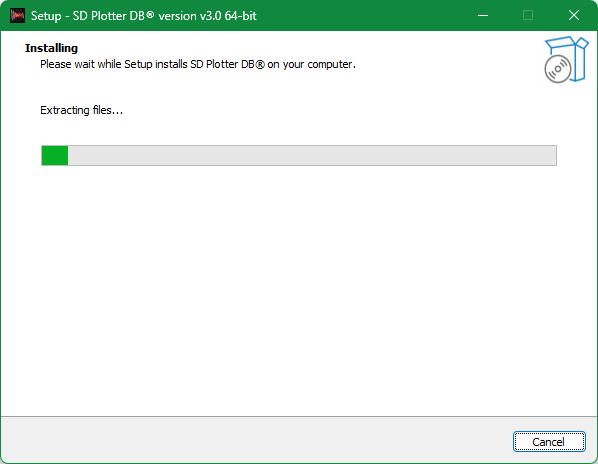 Setup - SD Plotter DB® version v3.0 64-bit
Installing
Please wait while Setup installs SD Plotter DB® on your computer.
Extracting files...
Cancel